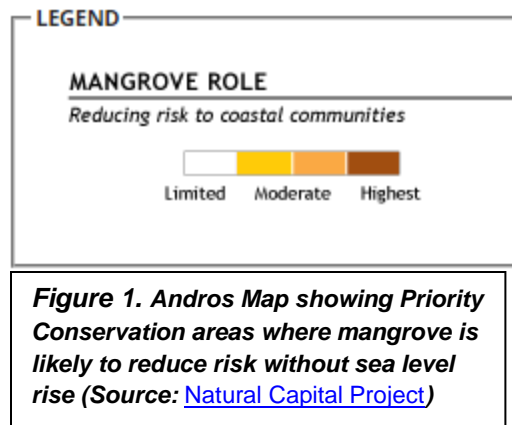 LEGEND
MANGROVE ROLE
Reducing risk to coastal communities
Limited Moderate Highest
Figure 1. Andros Map showing Priority
Conservation areas where mangrove is
likely to reduce risk without sea level
rise (Source: Natural Capital Project)